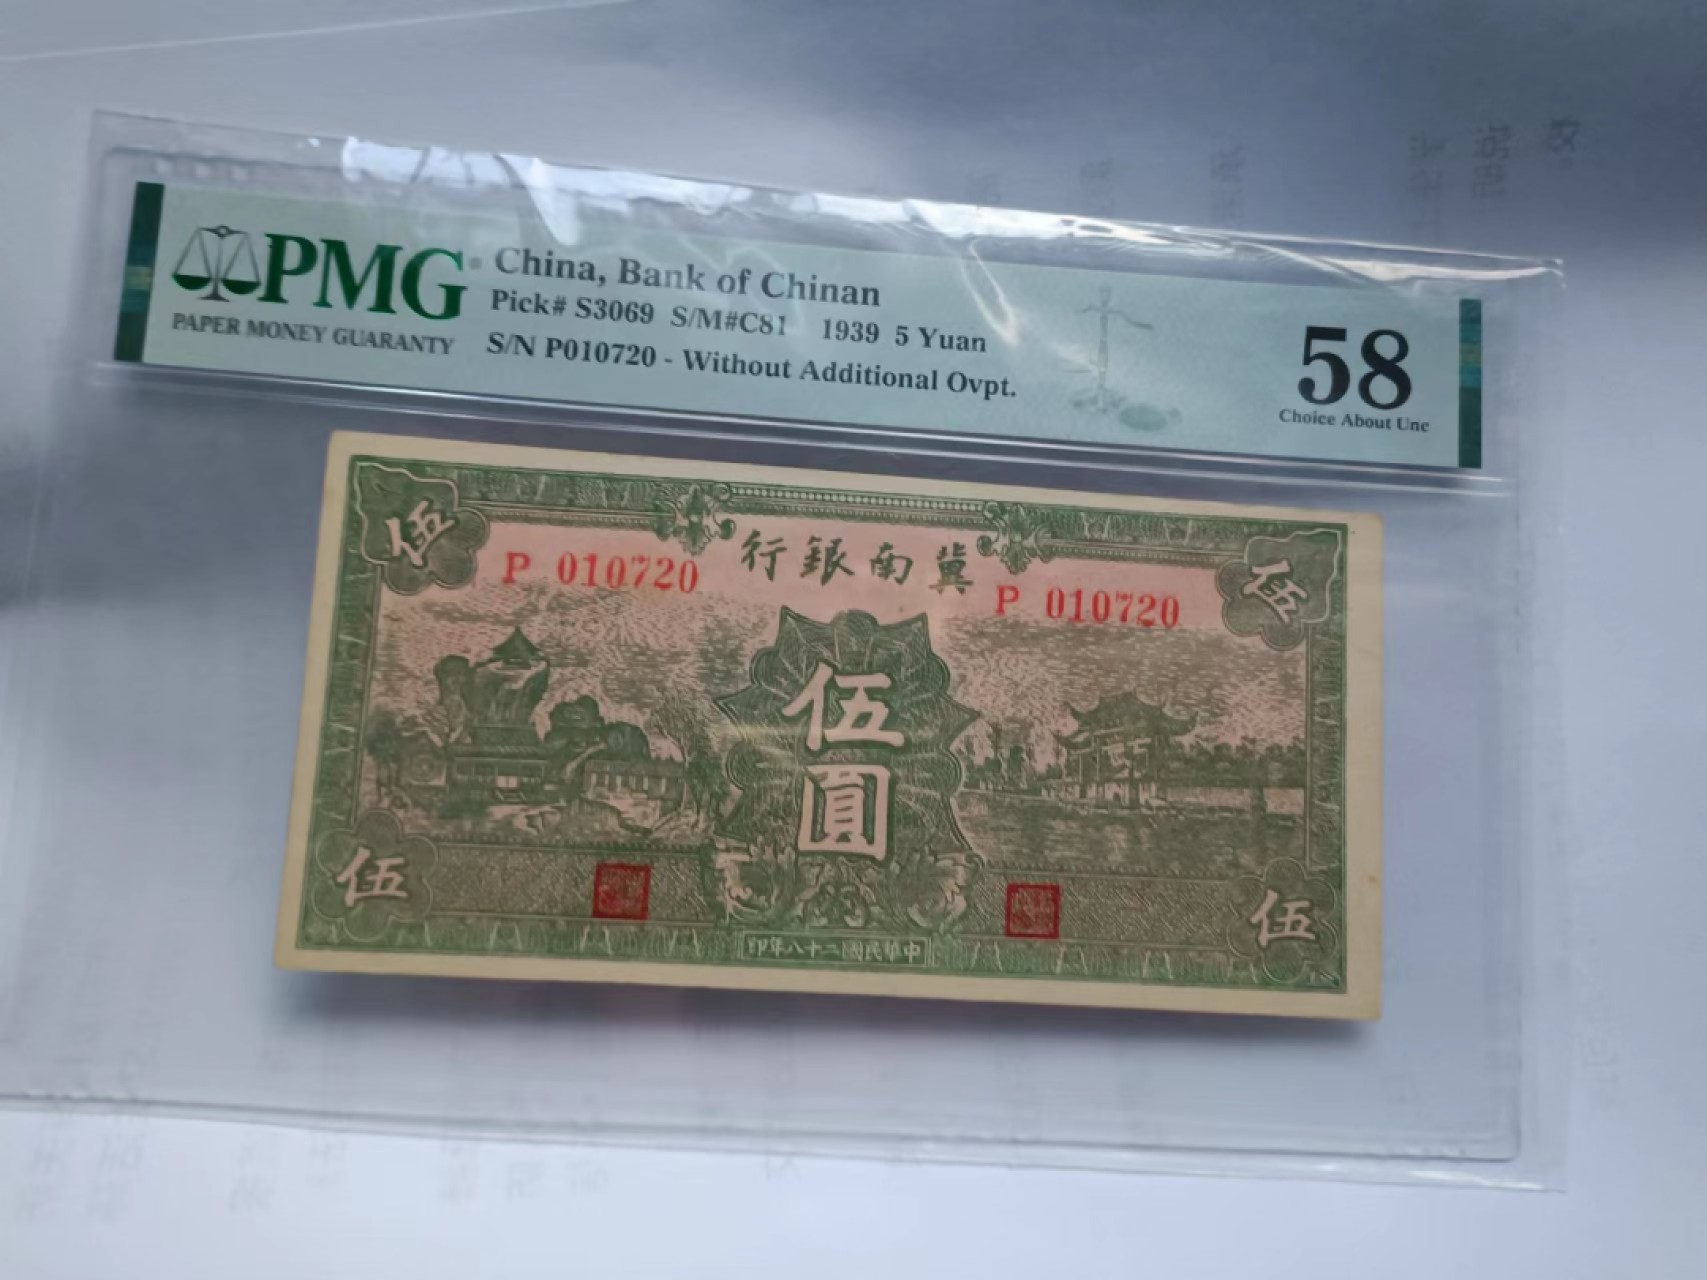 PMG
PAPER MONEY GUARANTY
China, Bank of Chinan
Pick# S3069 S/M#C81 1939 5 Yuan
S/N P010720 - Without Additional Ovpt.
58
Choice About Unc
伍
伍
行銀南冀
P 010720
P 010720
伍
圓
伍
伍
印年八十二國民華中